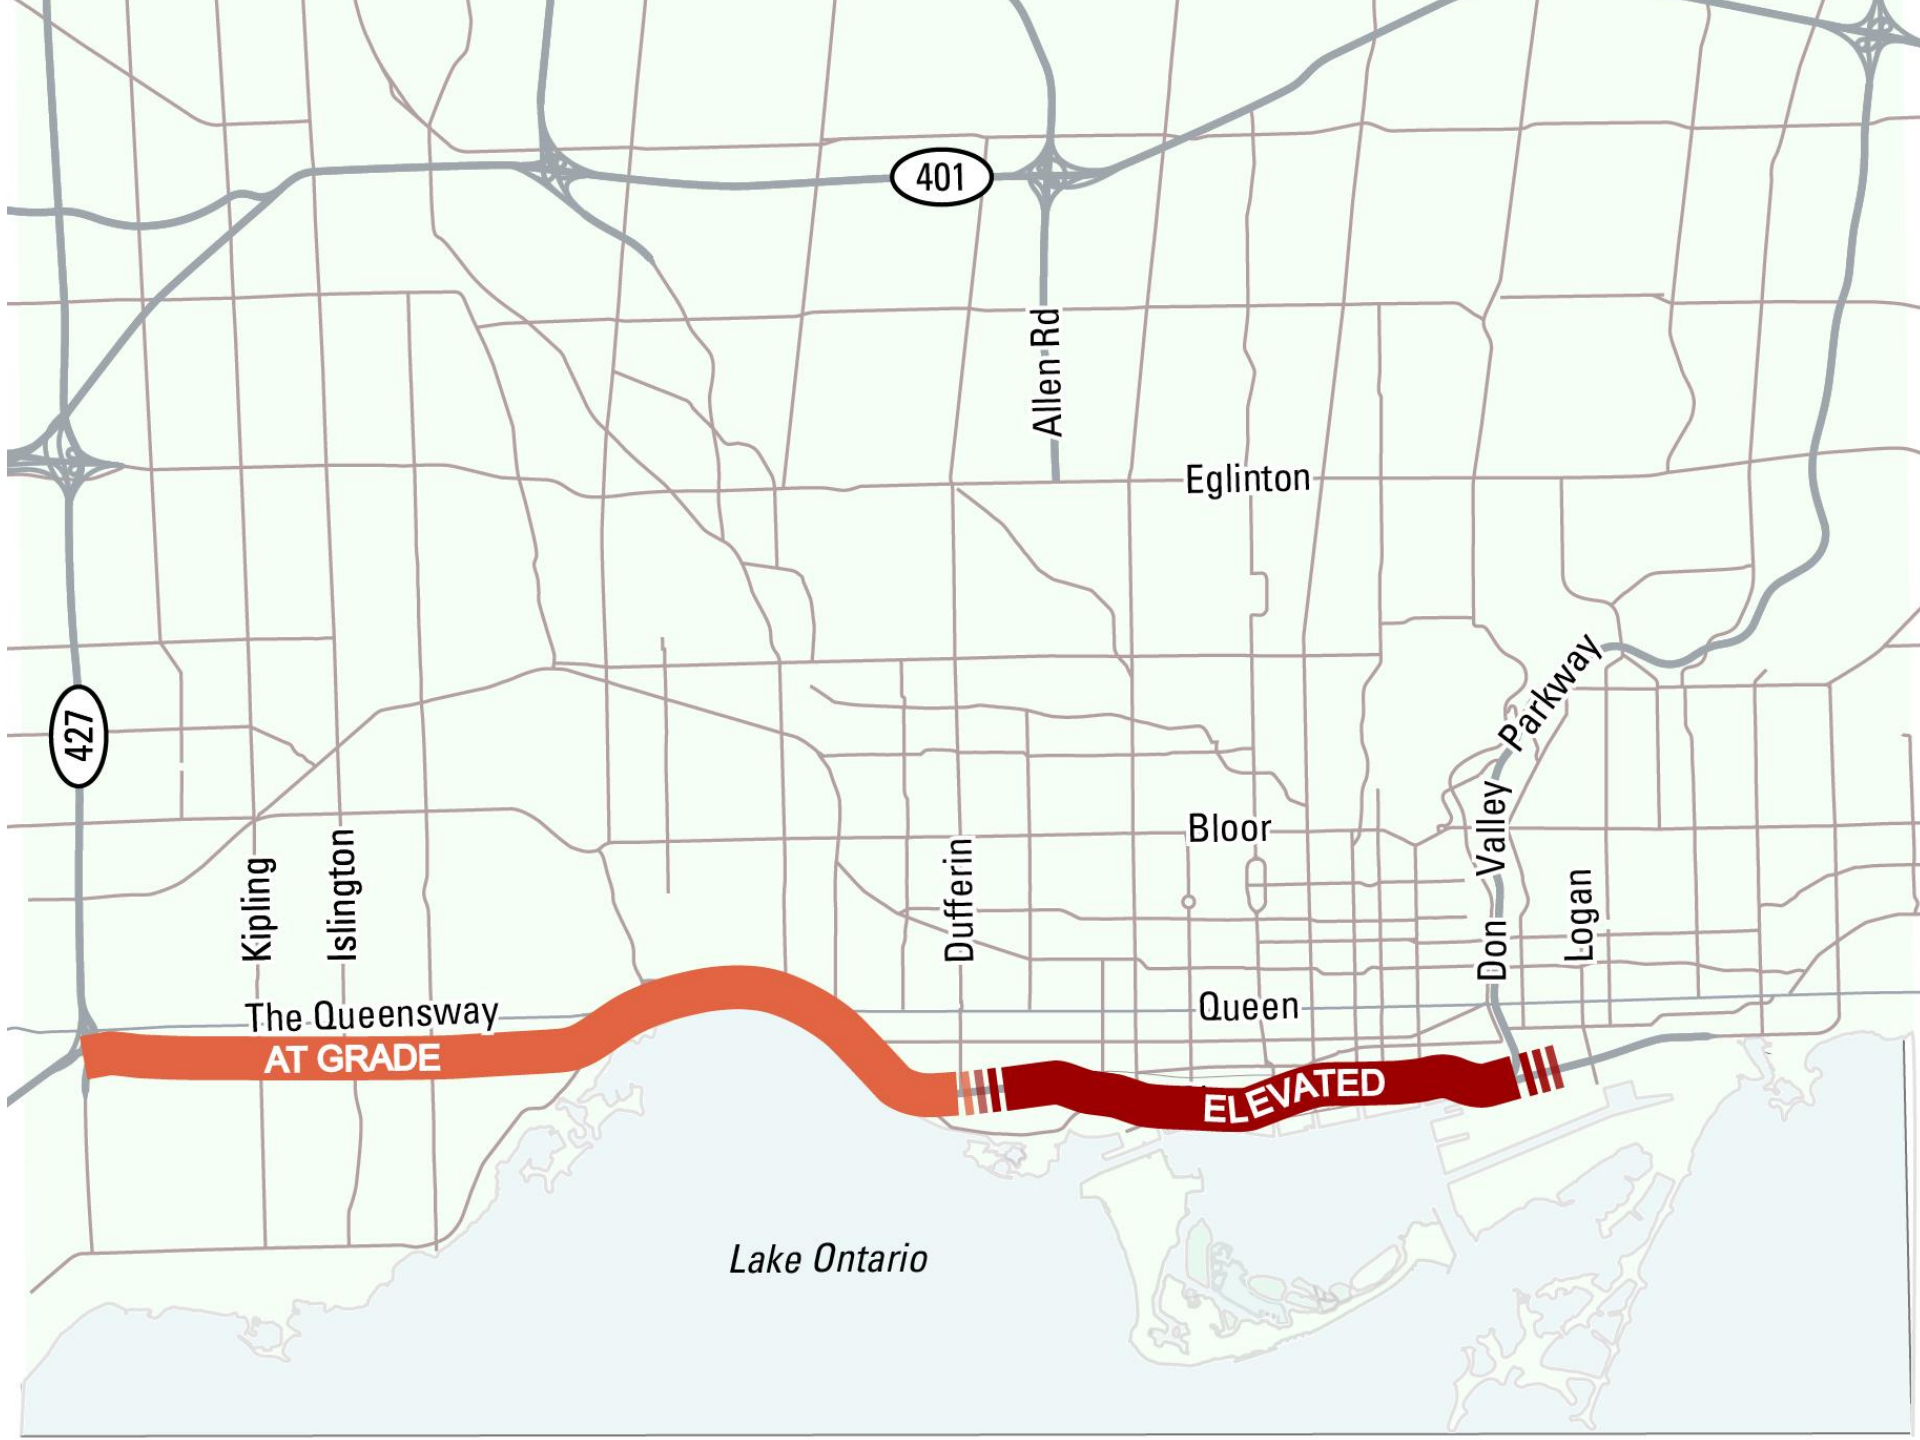 401
Allen Rd
Eglinton
Don Valley Parkway
427
Bloor
Kipling
Islington
Dufferin
Logan
The Queensway
Queen
AT GRADE
ELEVATED
Lake Ontario